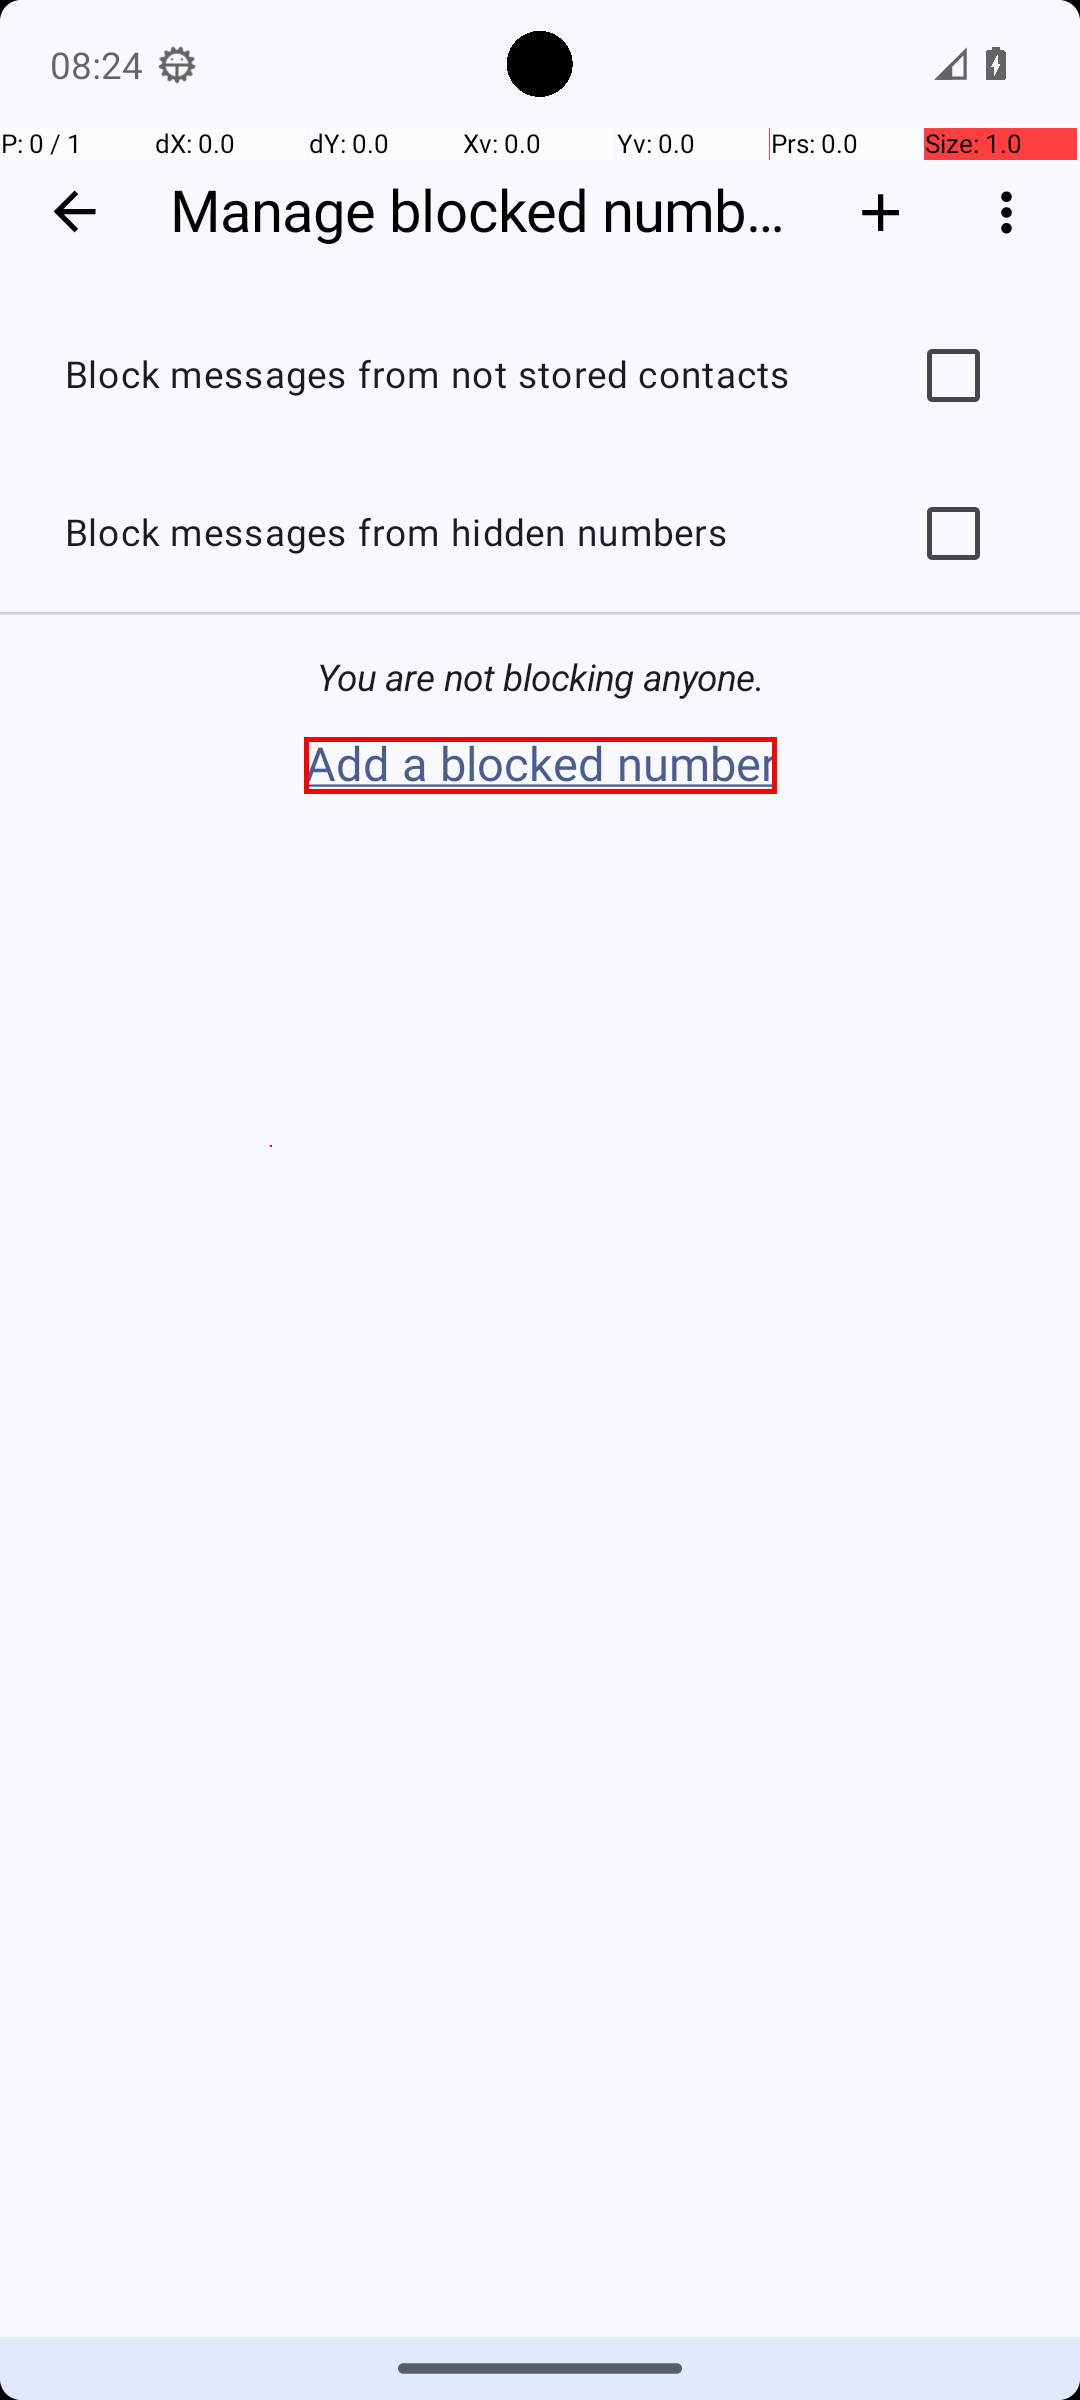 08:24
P: 0 / 1 dX: 0.0 dY: 0.0 Xv: 0.0 Yv: 0.0 Prs: 0.0 Size: 1.0
Manage blocked numb...
Block messages from not stored contacts
Block messages from hidden numbers
You are not blocking anyone.
Add a blocked number